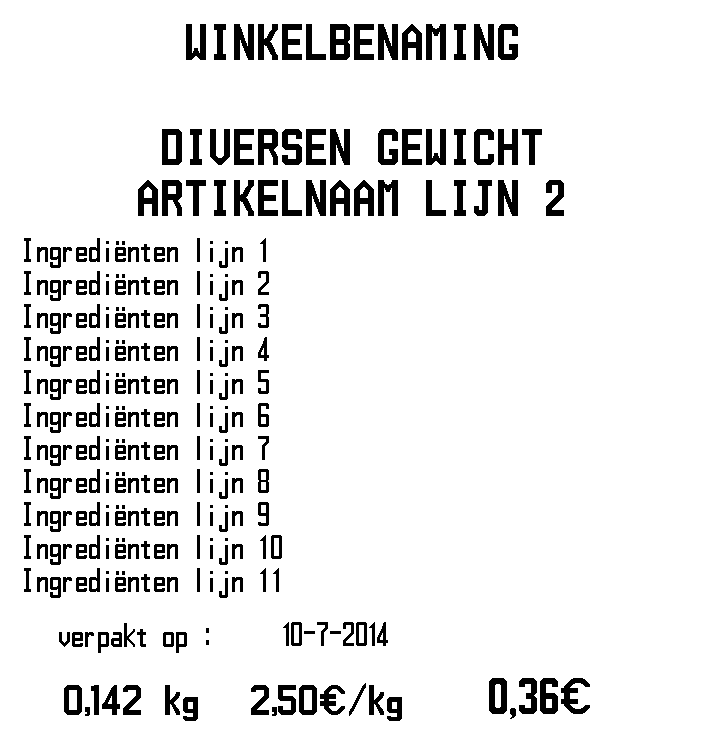 WINKELBENAMING
DIVERSEN GEWICHT
ARTIKELNAAM LIJN 2
Ingrediënten lijn 1
Ingrediënten lijn 2
Ingrediënten lijn 3
Ingrediënten lijn 4
Ingrediënten lijn 5
Ingrediënten lijn 6
Ingrediënten lijn 7
Ingrediënten lijn 8
Ingrediënten lijn 9
Ingrediënten lijn 10
Ingrediënten lijn 11
verpakt op : 10-7-2014
0,142 kg 2,50€/kg 0,36€